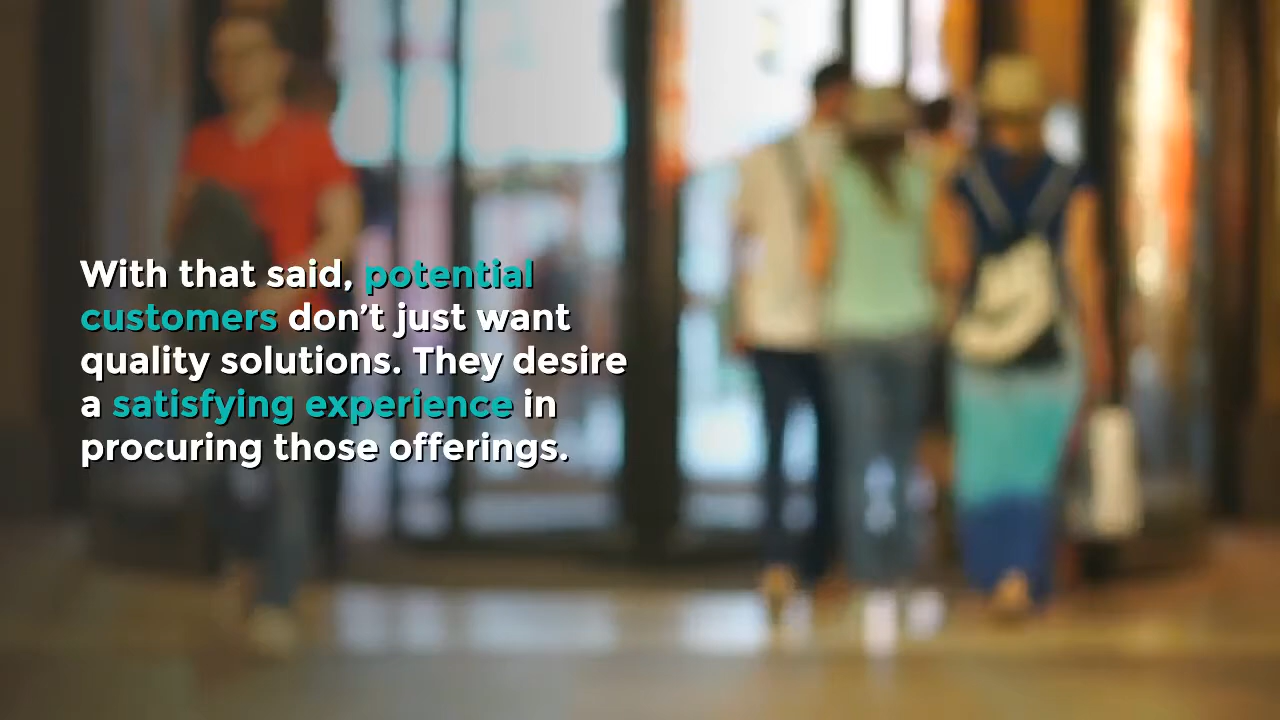 With that said, potential
customers don’t just want
quality solutions. They desire
a satisfying experience in
procuring those offerings.